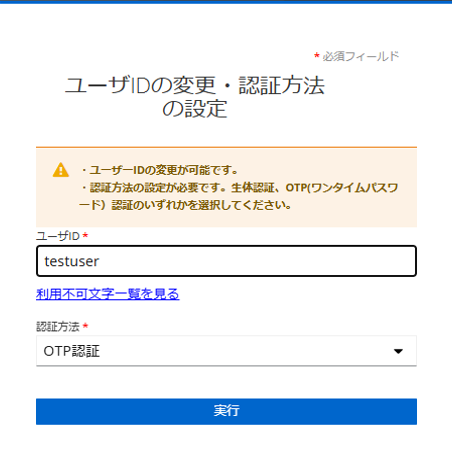 * 必須フィールド
ユーザIDの変更・認証方法
の設定
・ユーザーIDの変更が可能です。
・認証方法の設定が必要です。生体認証、OTP(ワンタイムパスワ
ード）認証のいずれかを選択してください。
ユーザID *
testuser
利用不可文字一覧を見る
認証方法 *
OTP認証
実行